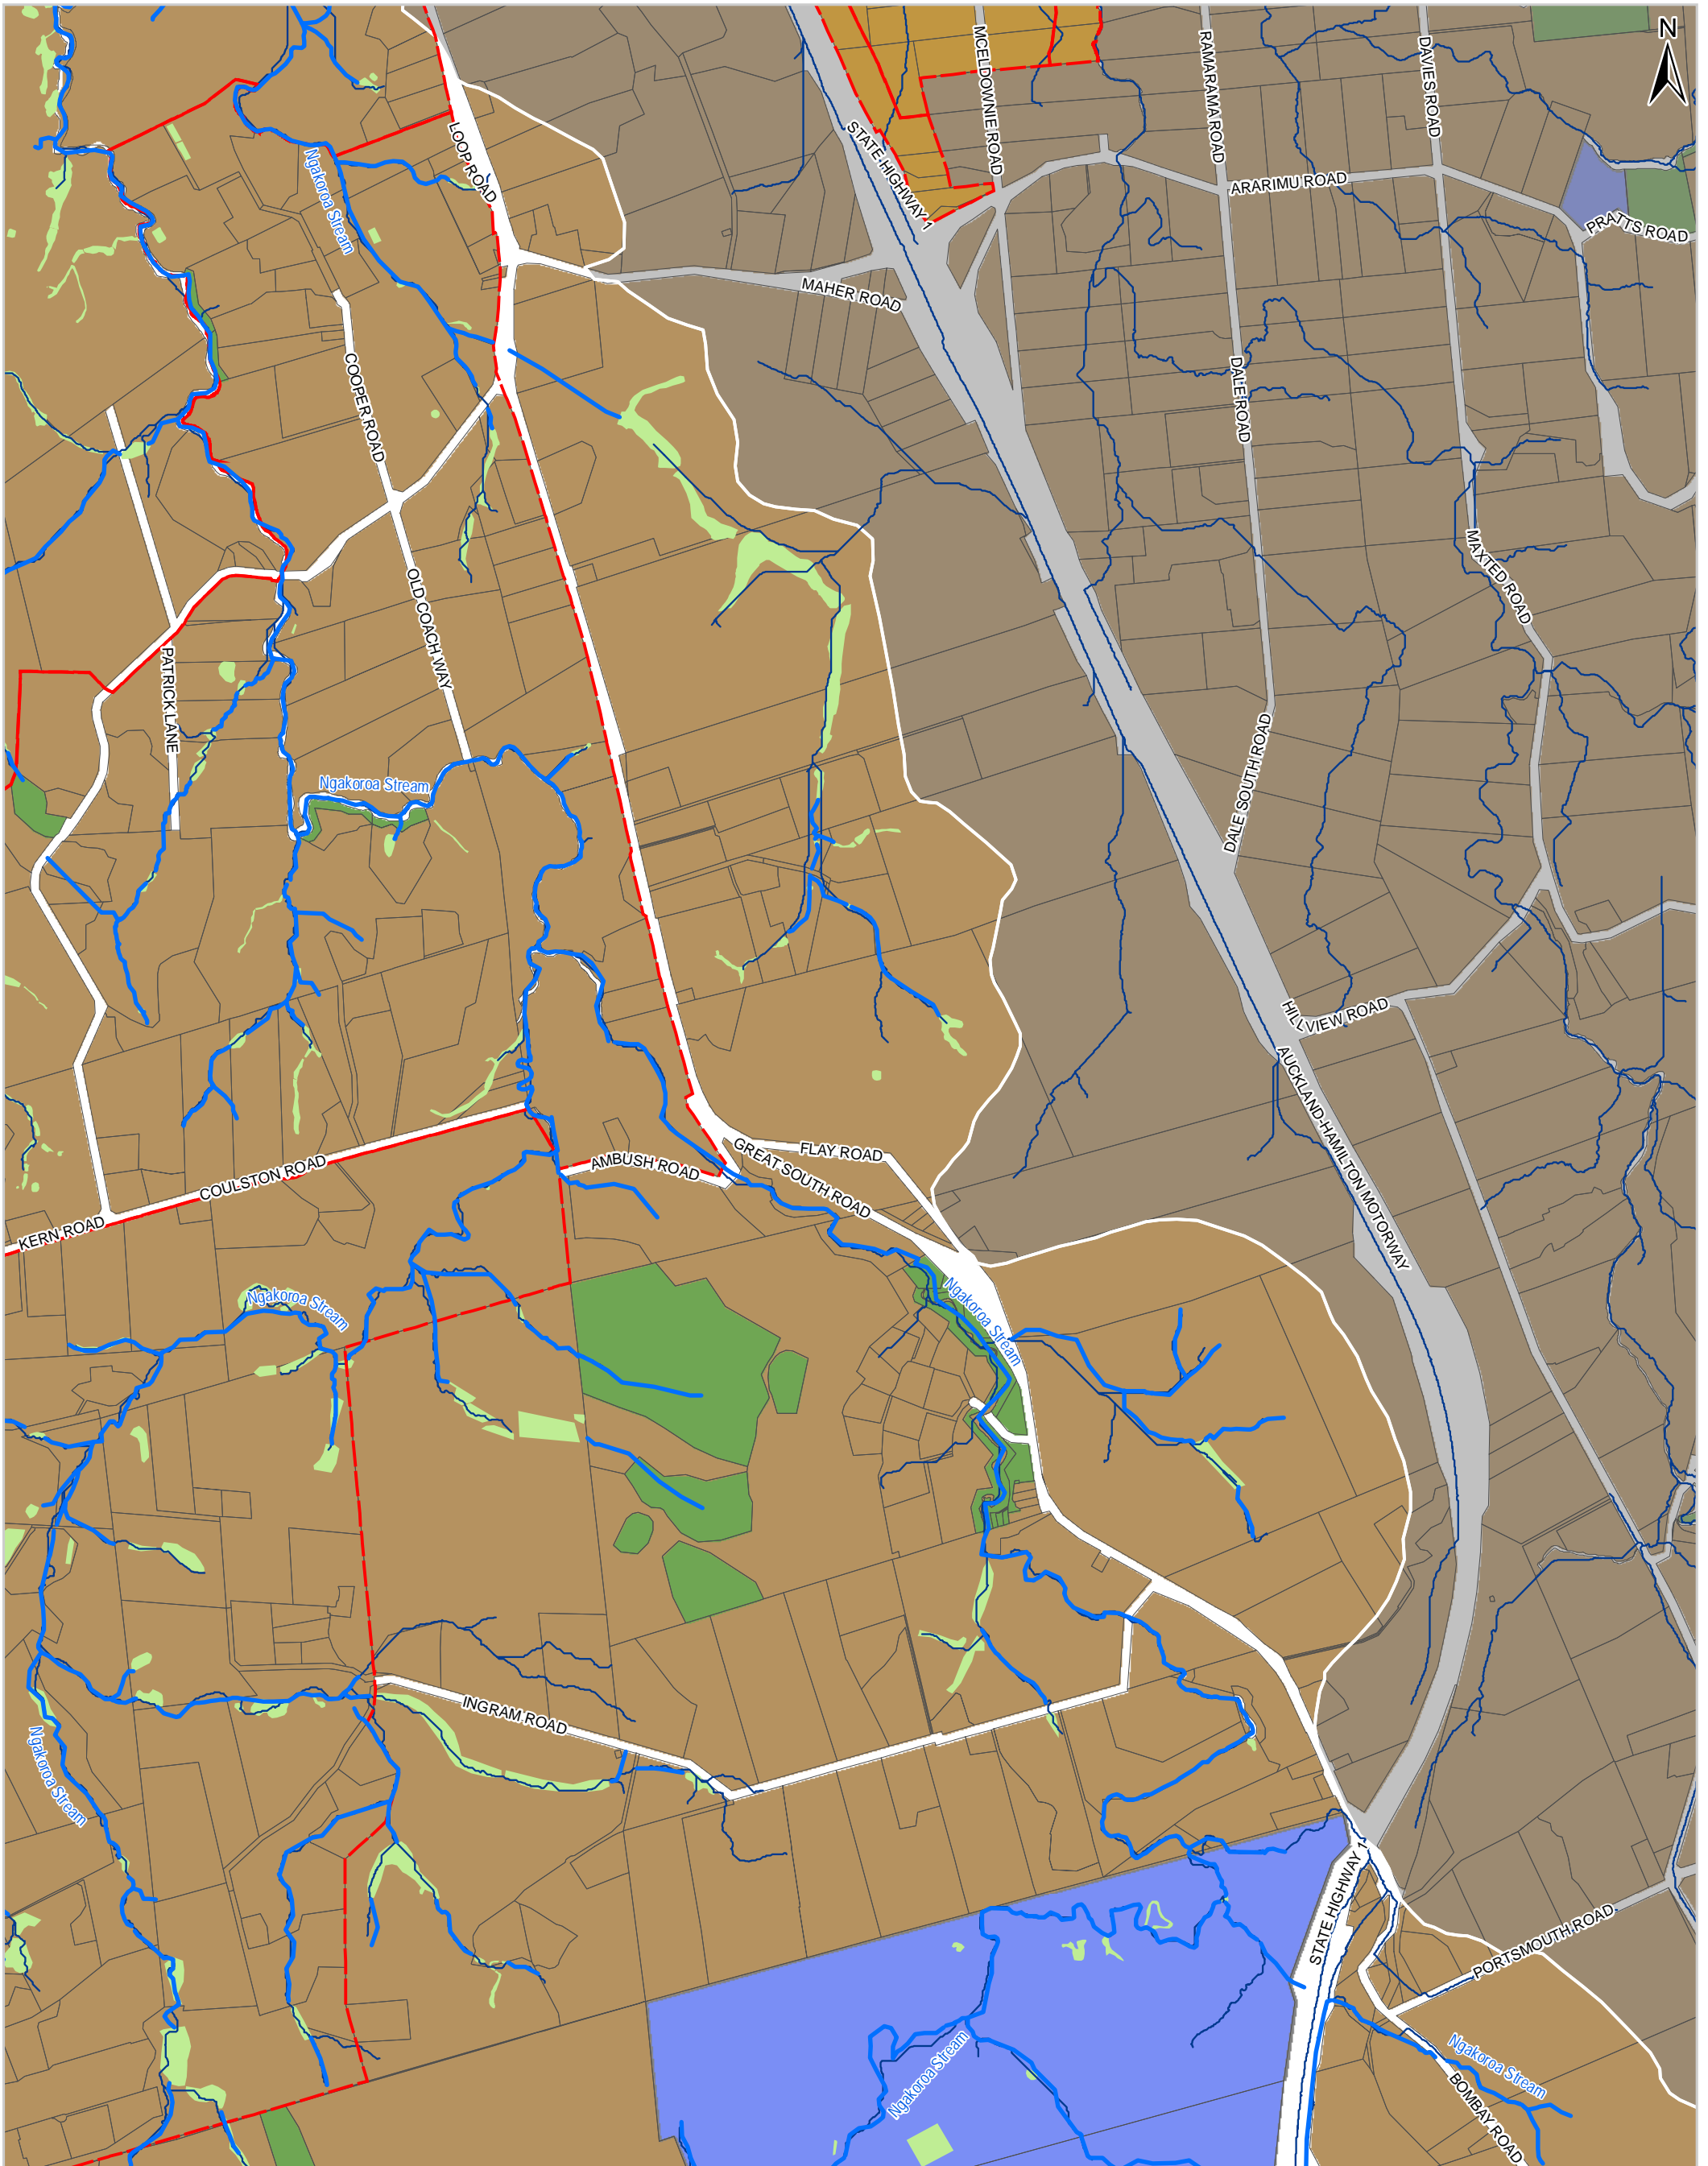 N
MCELDOWNIE ROAD
RAMARAMA ROAD
DAVIES ROAD
LOOP ROAD
STATE HIGHWAY 1
Ngakoroa Stream
ARARIMU ROAD
PRATTS ROAD
MAHER ROAD
COOPER ROAD
DALE ROAD
MAXTED ROAD
OLD COACH WAY
PATRICK LANE
DALE SOUTH ROAD
Ngakoroa Stream
HILLVIEW ROAD
AUCKLAND-HAMILTON MOTORWAY
FLAY ROAD
GREAT SOUTH ROAD
AMBUSH ROAD
COULSTON ROAD
KERN ROAD
Ngakoroa Stream
Ngakoroa Stream
INGRAM ROAD
Ngakoroa Stream
STATE HIGHWAY 1
PORTSMOUTH ROAD
Ngakoroa Stream
Ngakoroa Stream
BOMBAY ROAD